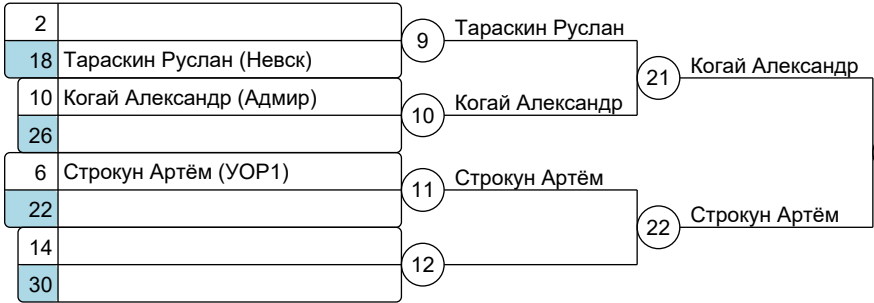 2
18 Тараскин Руслан (Невск)
10 Когай Александр (Адмир)
26
6 Строкун Артём (УОР1)
22
14
30
9
10
11
12
Тараскин Руслан
Когай Александр
Строкун Артём
21
22
Когай Александр
Строкун Артём